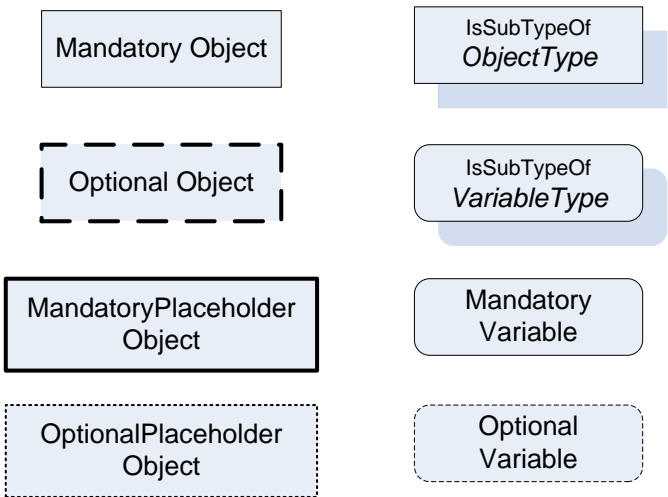 Mandatory Object
IsSubTypeOf
ObjectType
Optional Object
IsSubTypeOf
VariableType
MandatoryPlaceholder
Object
Mandatory
Variable
OptionalPlaceholder
Object
Optional
Variable